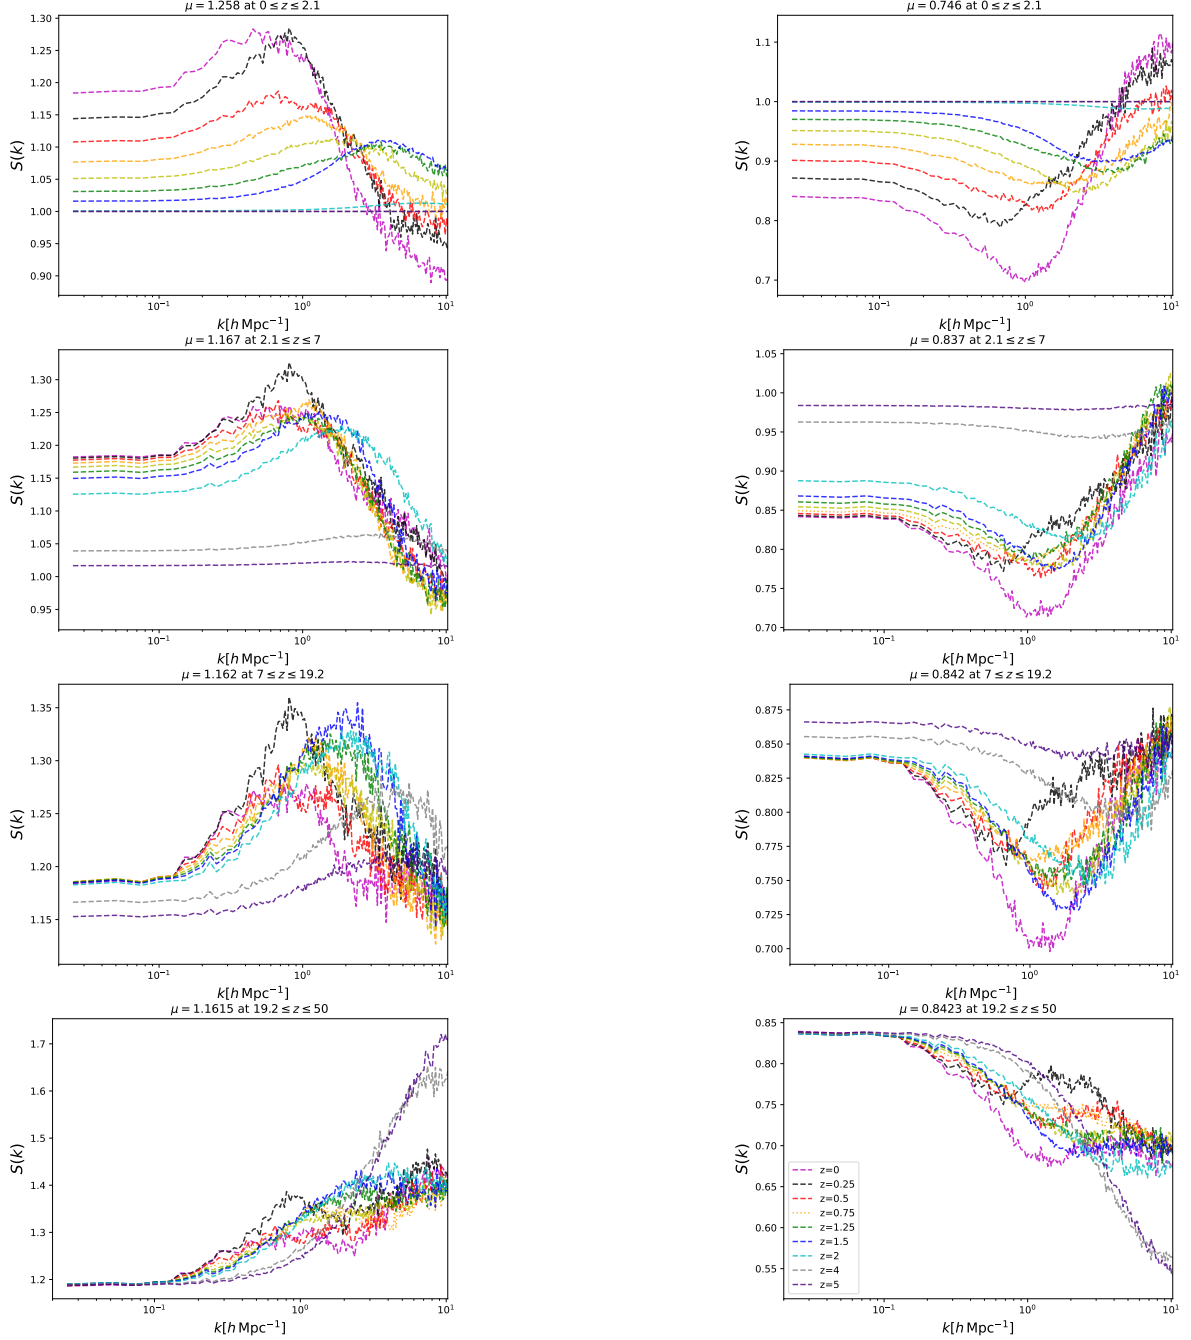 μ = 1.258 at 0 ≤ z ≤ 2.1
1.30
1.25
1.20
1.15
1.10
1.05
1.00
0.95
0.90
S(k)
10⁻¹
10⁰
10¹
k[h Mpc⁻¹]
μ = 0.746 at 0 ≤ z ≤ 2.1
1.1
1.0
0.9
0.8
0.7
S(k)
10⁻¹
10⁰
10¹
k[h Mpc⁻¹]
μ = 1.167 at 2.1 ≤ z ≤ 7
1.30
1.25
1.20
1.15
1.10
1.05
1.00
0.95
S(k)
10⁻¹
10⁰
10¹
k[h Mpc⁻¹]
μ = 0.837 at 2.1 ≤ z ≤ 7
1.05
1.00
0.95
0.90
0.85
0.80
0.75
0.70
S(k)
10⁻¹
10⁰
10¹
k[h Mpc⁻¹]
μ = 1.162 at 7 ≤ z ≤ 19.2
1.35
1.30
1.25
1.20
1.15
S(k)
10⁻¹
10⁰
10¹
k[h Mpc⁻¹]
μ = 0.842 at 7 ≤ z ≤ 19.2
0.875
0.850
0.825
0.800
0.775
0.750
0.725
0.700
S(k)
10⁻¹
10⁰
10¹
k[h Mpc⁻¹]
μ = 1.1615 at 19.2 ≤ z ≤ 50
1.7
1.6
1.5
1.4
1.3
1.2
S(k)
10⁻¹
10⁰
10¹
k[h Mpc⁻¹]
μ = 0.8423 at 19.2 ≤ z ≤ 50
0.85
0.80
0.75
0.70
0.65
0.60
0.55
S(k)
z=0
z=0.25
z=0.5
z=0.75
z=1.25
z=1.5
z=2
z=4
z=5
10⁻¹
10⁰
10¹
k[h Mpc⁻¹]